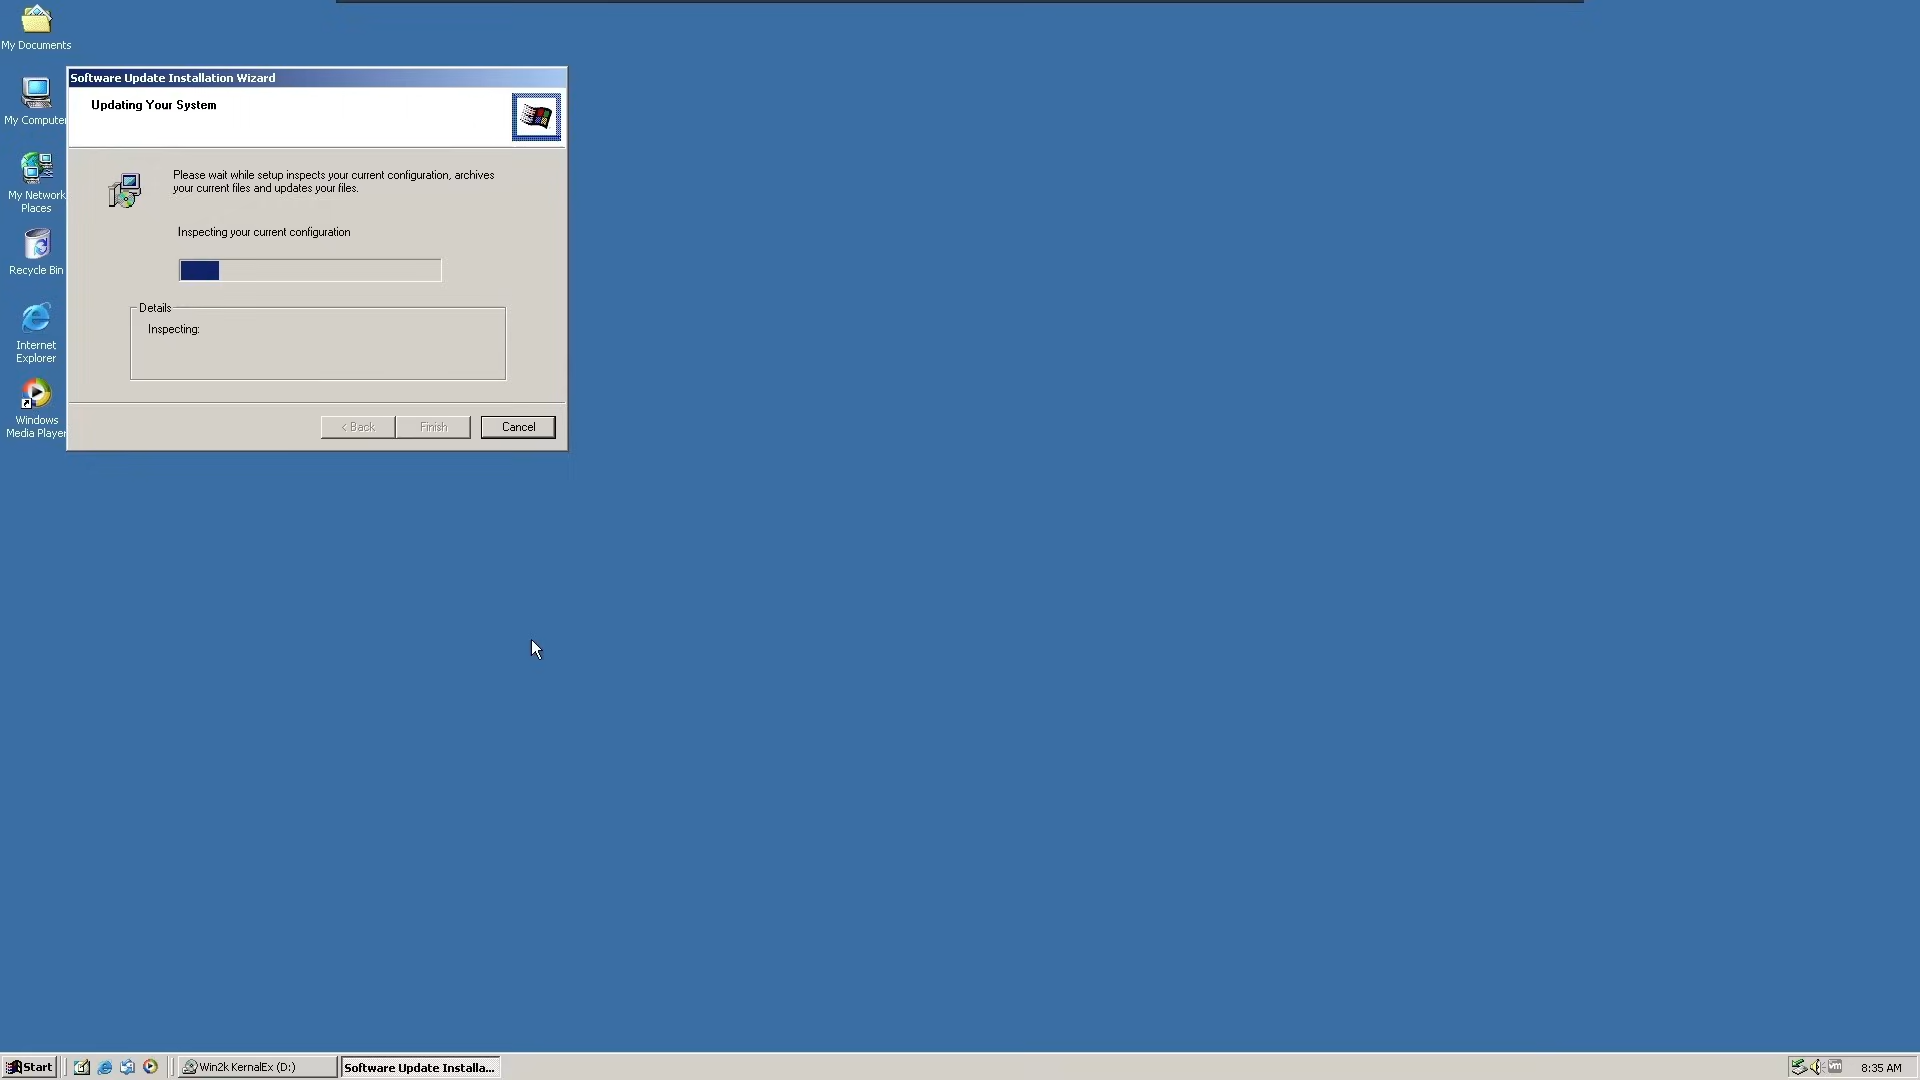 My Documents
My Computer
My Network
Places
Recycle Bin
Internet
Explorer
Windows
Media Player
Software Update Installation Wizard
Updating Your System
Please wait while setup inspects your current configuration, archives
your current files and updates your files.
Inspecting your current configuration
Details
Inspecting:
< Back
Finish
Cancel
Start
Win2k KernalEx (D:)
Software Update Installa...
vm
8:35 AM